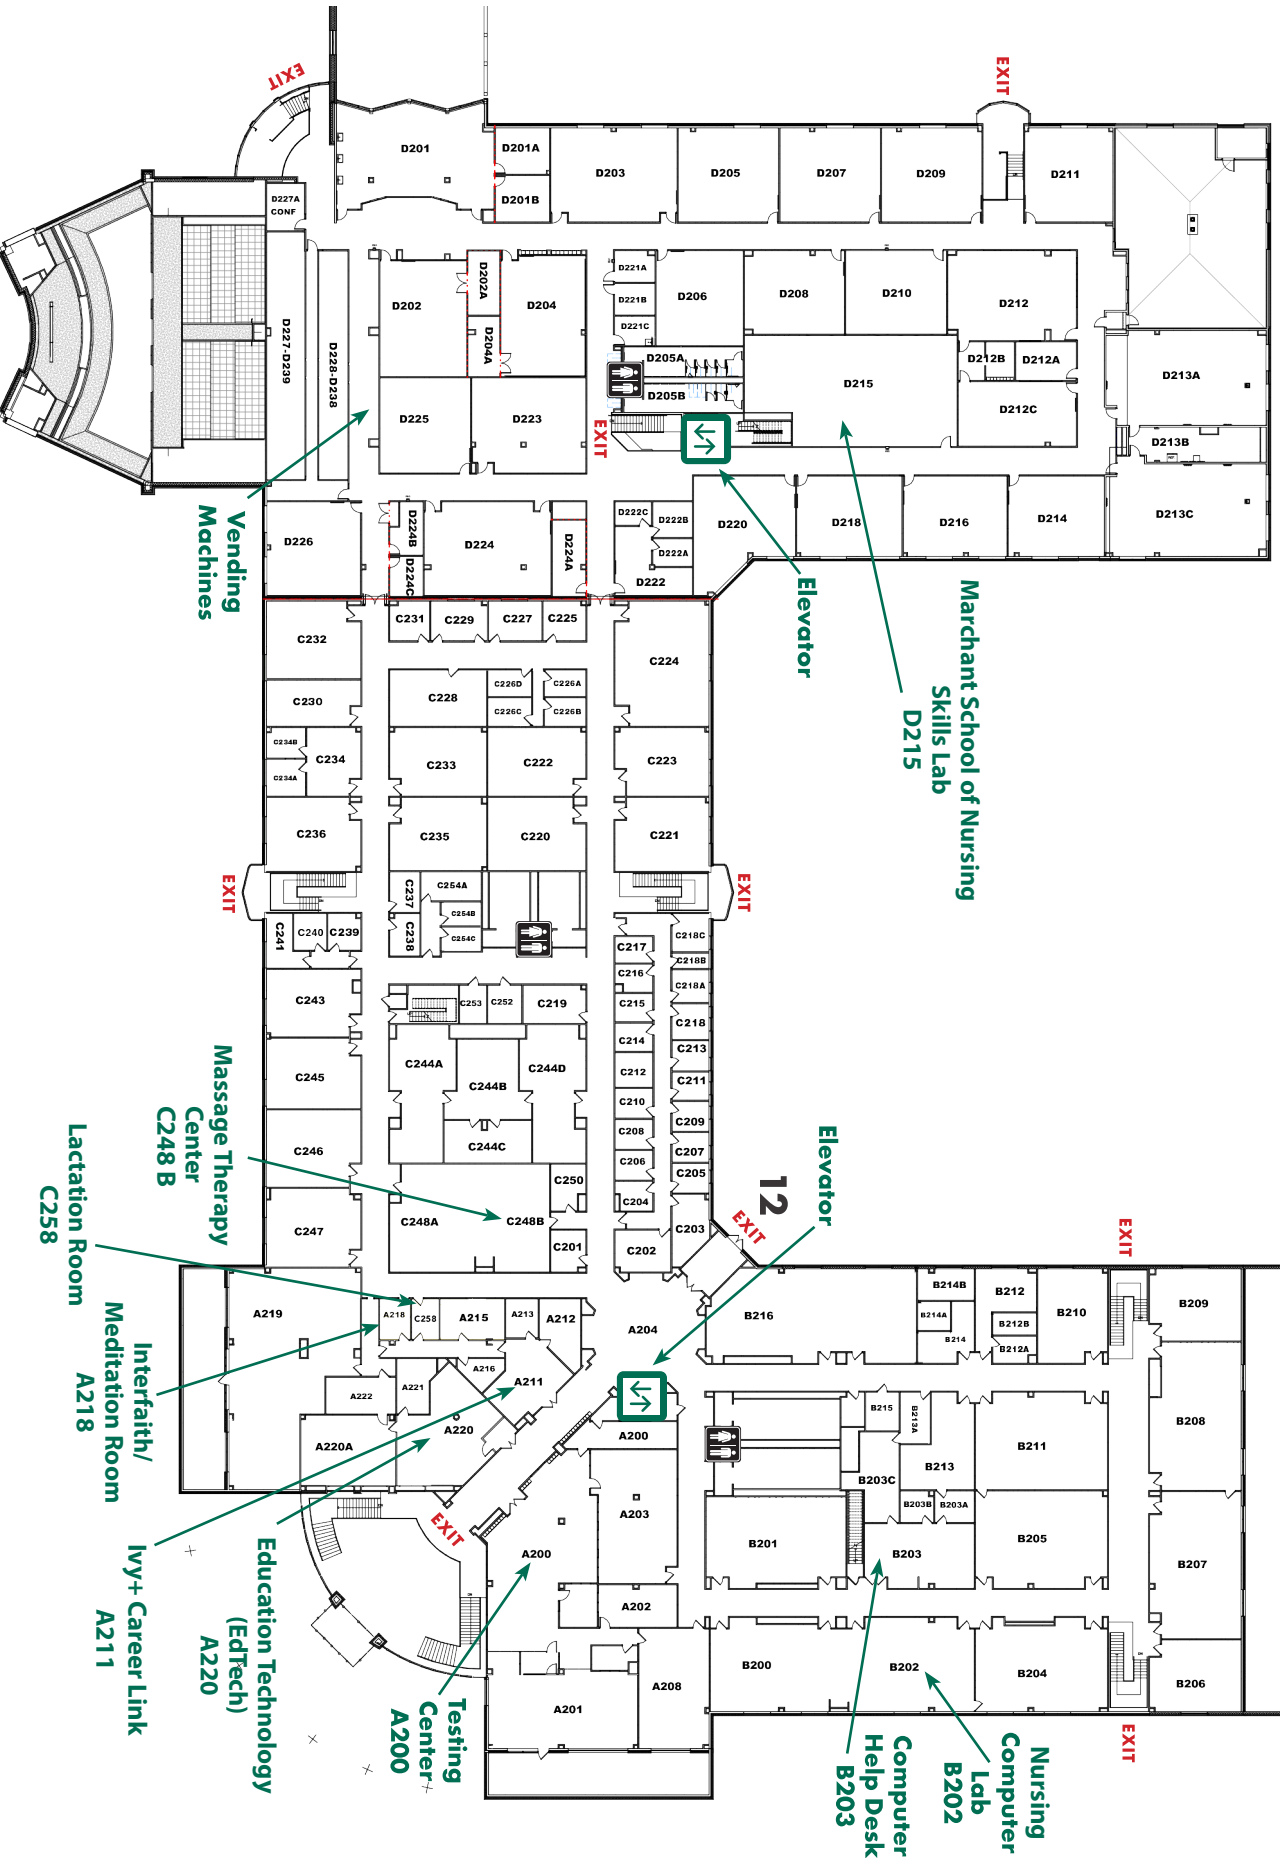 EXIT
EXIT
D201
D201A
D201B
D203
D205
D207
D209
D211
D227A
CONF
D202
D202A
D204
D204A
D221A
D221B
D221C
D206
D208
D210
D212
D205A
D205B
D212B
D212A
D212C
D215
D213A
D213B
D213C
D227-D239
D228-D238
D225
D223
EXIT
D226
D224B
D224C
D224
D224A
D222C
D222B
D222A
D222
D220
D218
D216
D214
Vending
Machines
Elevator
Marchant School of Nursing
Skills Lab
D215
C232
C231
C229
C227
C225
C224
C230
C228
C226D
C226A
C226C
C226B
C234B
C234
C234A
C233
C222
C223
C236
C235
C220
C221
EXIT
EXIT
C237
C254A
C254B
C254C
C238
C241
C240
C239
C217
C218C
C218B
C216
C218A
C243
C253
C252
C219
C215
C218
C214
C213
C245
C244A
C244B
C244D
C212
C211
C210
C209
C246
C244C
C208
C207
C206
C205
C250
C204
C247
C248A
C248B
C203
C201
C202
Massage Therapy
Center
C248 B
Lactation Room
C258
Interfaith/
Meditation Room
A218
Elevator
12
EXIT
EXIT
A219
A218
C258
A215
A213
A212
A204
B216
B214B
B214A
B214
B212
B212B
B212A
B210
B209
A216
A211
A222
A221
A220
A220A
A200
B215
B213A
B211
B208
B213
B203C
B203B
B203A
A203
B201
B203
B205
B207
EXIT
A200
A202
B200
B202
B204
B206
A208
A201
EXIT
Ivy+ Career Link
A211
Education Technology
(EdTech)
A220
Testing
Center
A200
Computer
Help Desk
B203
Nursing
Computer
Lab
B202